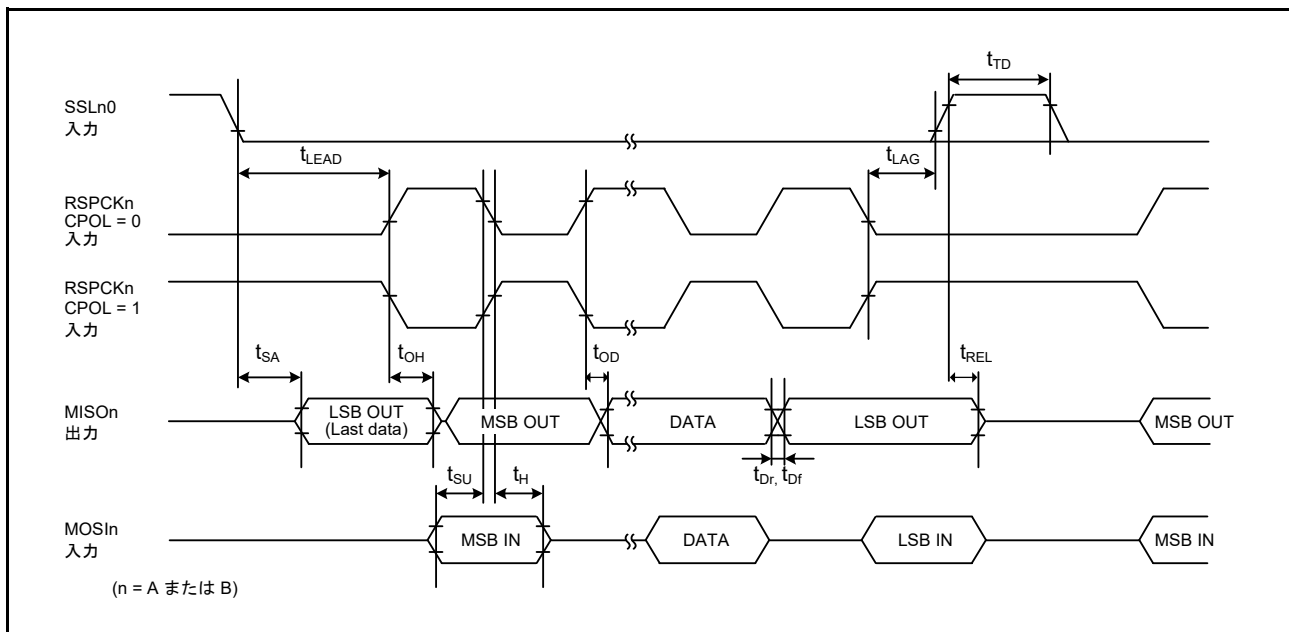 tTD
SSLn0
入力
tLEAD
tLAG
RSPCKn
CPOL = 0
入力
RSPCKn
CPOL = 1
入力
tSA
tOH
tOD
tREL
MISOn
出力
LSB OUT
(Last data)
MSB OUT
DATA
LSB OUT
MSB OUT
tSU
tH
tDr, tDf
MOSIn
入力
MSB IN
DATA
LSB IN
MSB IN
(n = A または B)